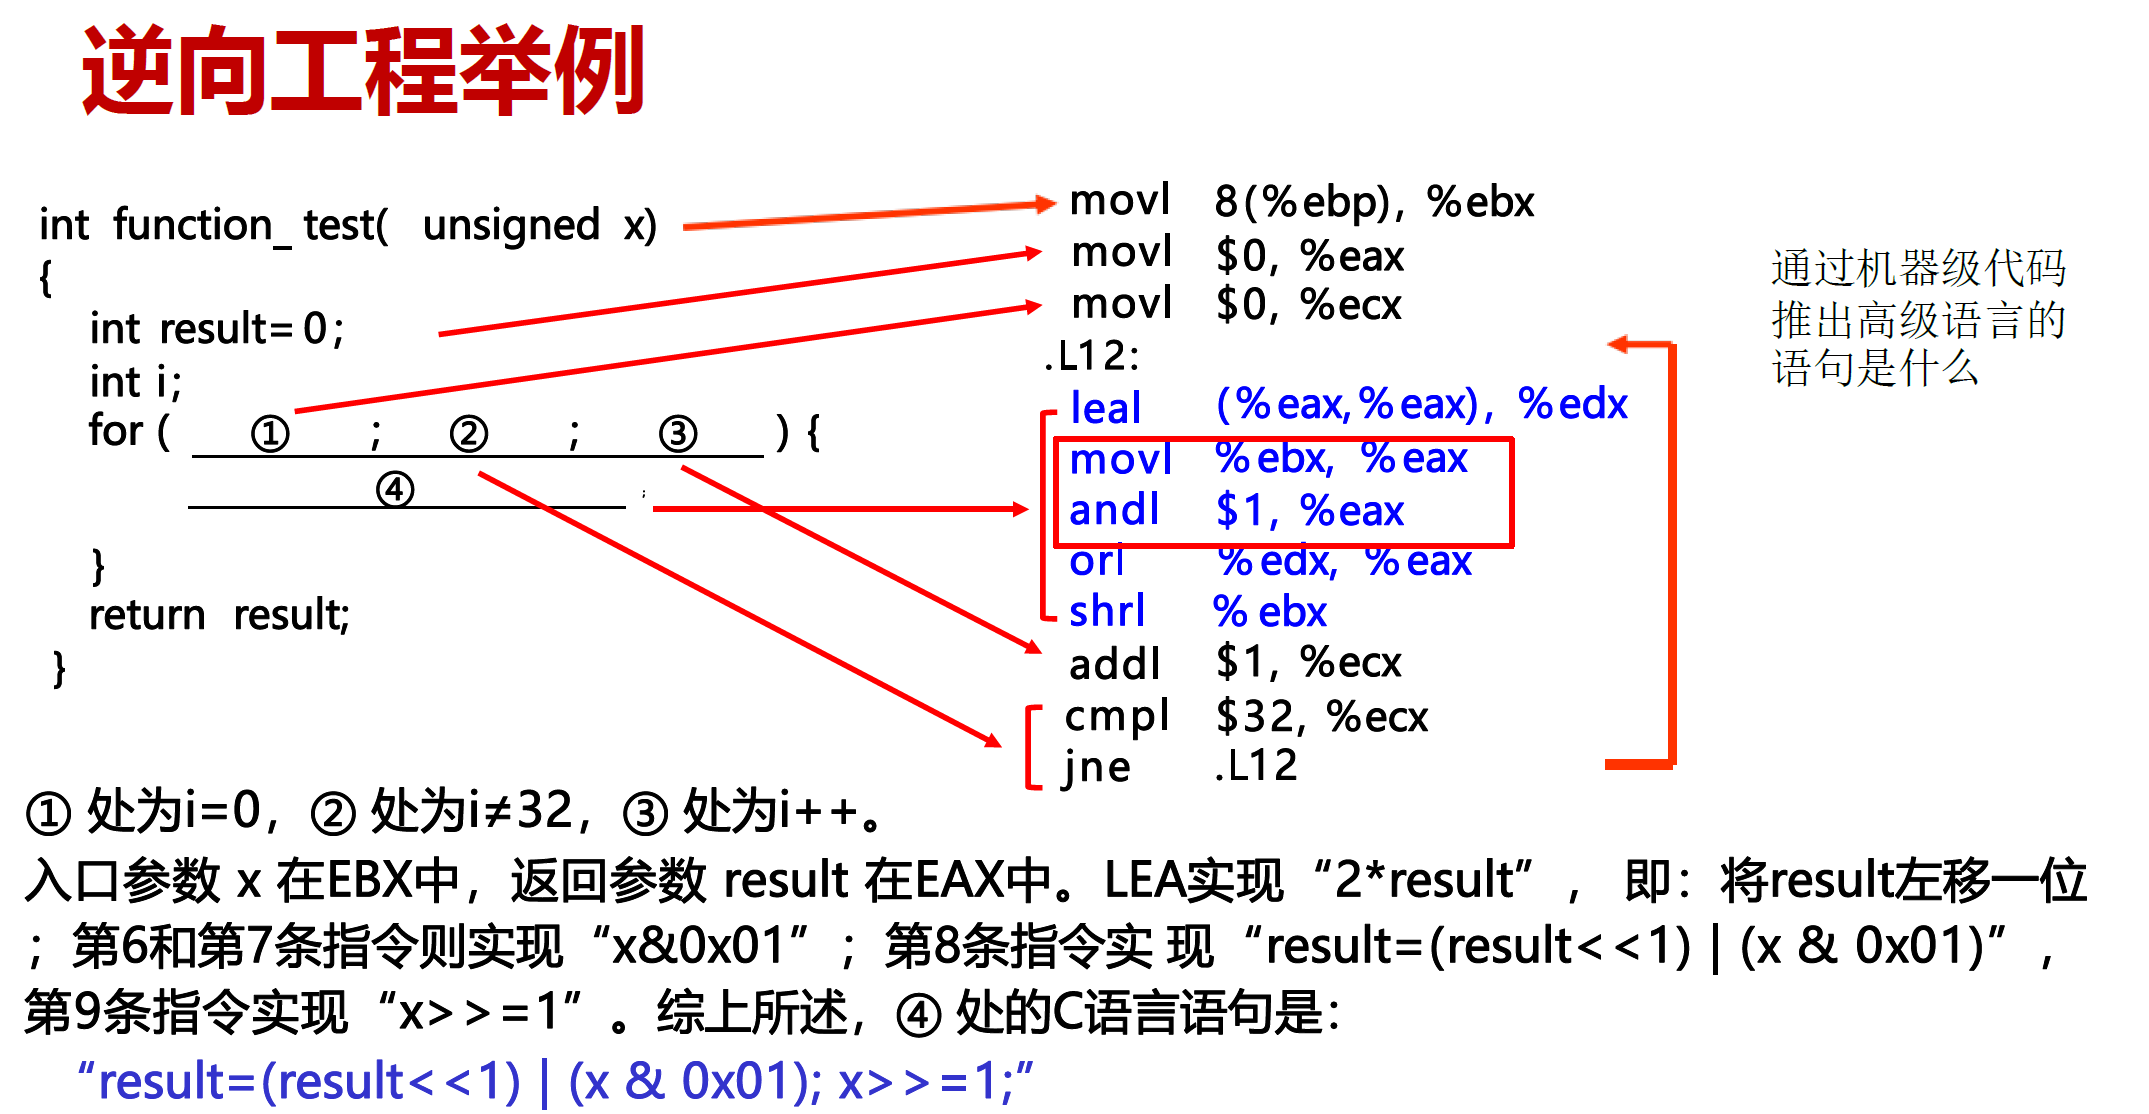 逆向工程举例
int function_ test( unsigned x)
{
int result= 0;
int i;
for ( ① ; ② ; ③ ) {
④ ;
}
return result;
}
movl 8(%ebp), %ebx
movl $0, %eax
movl $0, %ecx
.L12:
leal (%eax,%eax), %edx
movl %ebx, %eax
andl $1, %eax
orl %edx, %eax
shrl %ebx
addl $1, %ecx
cmpl $32, %ecx
jne .L12
通过机器级代码
推出高级语言的
语句是什么
① 处为i=0，② 处为i≠32，③ 处为i++。
入口参数 x 在EBX中，返回参数 result 在EAX中。LEA实现“2*result”， 即：将result左移一位
；第6和第7条指令则实现“x&0x01”；第8条指令实 现“result=(result<<1) | (x & 0x01)”，
第9条指令实现“x>>=1”。综上所述，④ 处的C语言语句是：
“result=(result<<1) | (x & 0x01); x>>=1;”